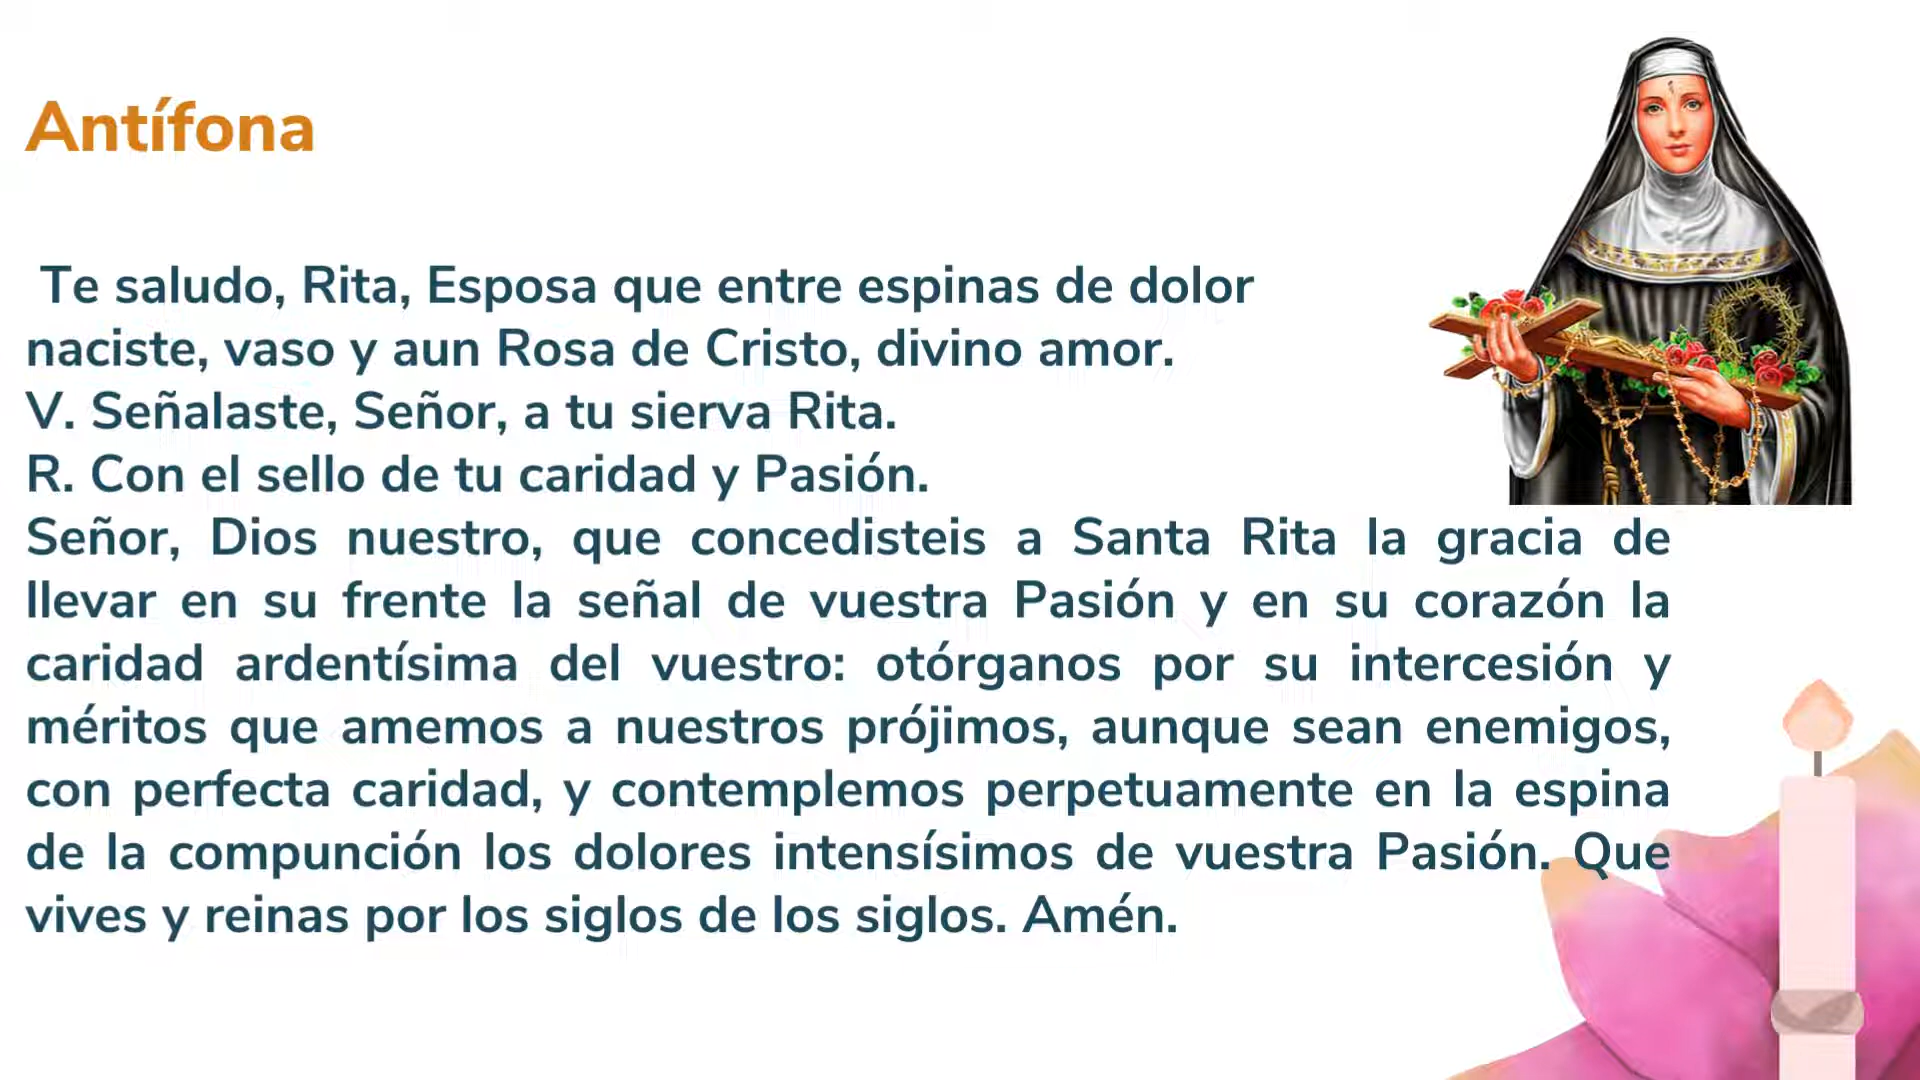 Antífona
Te saludo, Rita, Esposa que entre espinas de dolor
naciste, vaso y aun Rosa de Cristo, divino amor.
V. Señalaste, Señor, a tu sierva Rita.
R. Con el sello de tu caridad y Pasión.
Señor, Dios nuestro, que concedisteis a Santa Rita la gracia de
llevar en su frente la señal de vuestra Pasión y en su corazón la
caridad ardentísima del vuestro: otórganos por su intercesión y
méritos que amemos a nuestros prójimos, aunque sean enemigos,
con perfecta caridad, y contemplemos perpetuamente en la espina
de la compunción los dolores intensísimos de vuestra Pasión. Que
vives y reinas por los siglos de los siglos. Amén.